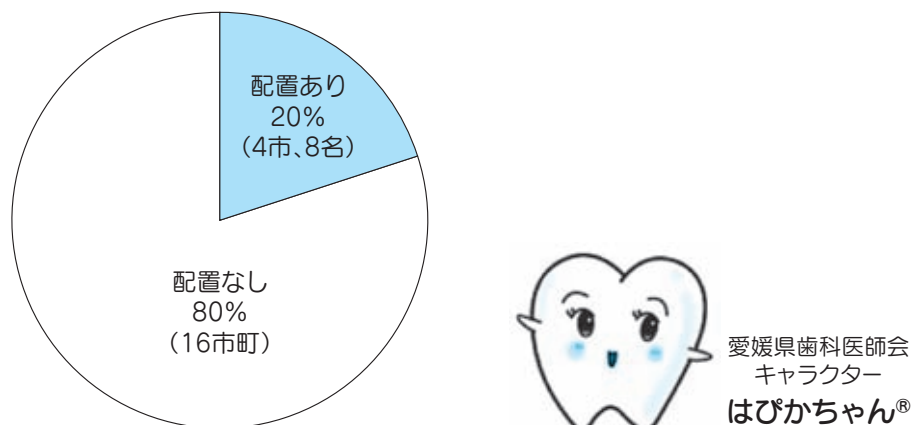 配置あり
20%
(4市、8名)
配置なし
80%
(16市町)
愛媛県歯科医師会
キャラクター
はぴかちゃん®